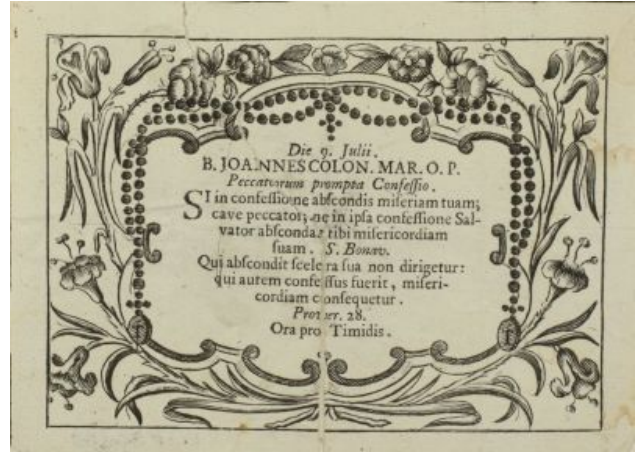 Die 9. Julii.
B. JOANNES COLON. MAR. O. P.
Peccatorum prompta Confeſſio.
SI in confeſſione abſcondis miſeriam tuam;
cave peccator; ne in ipſa confeſſione Sal-
vator abſcondat tibi miſericordiam
ſuam. S. Bonav.
Qui abſcondit ſcelera ſua non dirigetur:
qui autem confeſſus fuerit, miſeri-
cordiam conſequetur.
Prover. 28.
Ora pro Timidis.